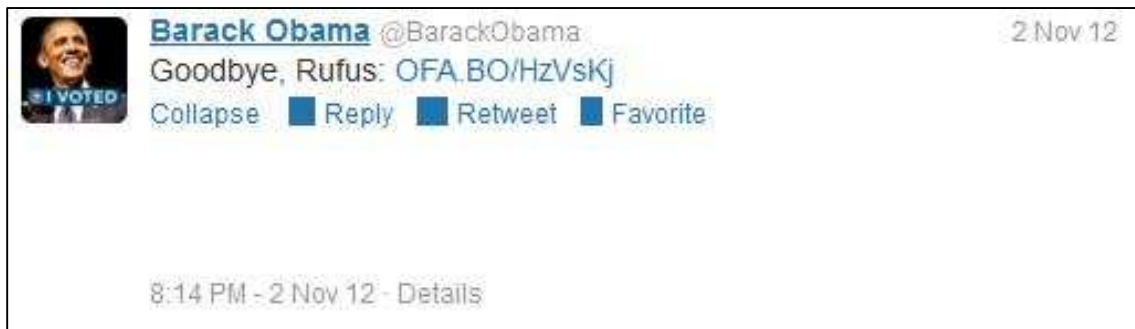 Barack Obama @BarackObama 2 Nov 12
Goodbye, Rufus: OFA.BO/HzVsKj
I VOTED
Collapse Reply Retweet Favorite
8:14 PM - 2 Nov 12 - Details